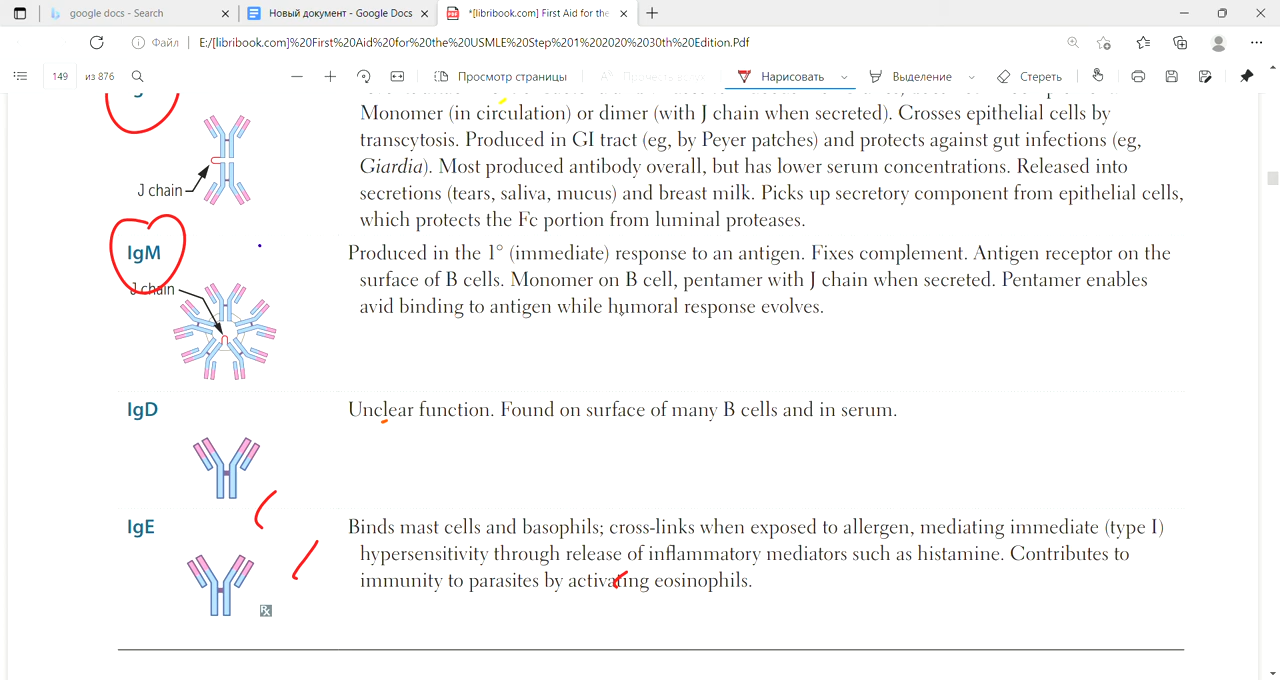 google docs - Search
Новый документ - Google Docs
*[libribook.com] First Aid for the
Файл
E:/[libribook.com]%20First%20Aid%20for%20the%20USMLE%20Step%201%202020%2030th%20Edition.Pdf
149 из 876
Просмотр страницы
Прочесть вслух
Нарисовать
Выделение
Стереть
Monomer (in circulation) or dimer (with J chain when secreted). Crosses epithelial cells by
transcytosis. Produced in GI tract (eg, by Peyer patches) and protects against gut infections (eg,
Giardia). Most produced antibody overall, but has lower serum concentrations. Released into
secretions (tears, saliva, mucus) and breast milk. Picks up secretory component from epithelial cells,
which protects the Fc portion from luminal proteases.
J chain
IgM
Produced in the 1° (immediate) response to an antigen. Fixes complement. Antigen receptor on the
surface of B cells. Monomer on B cell, pentamer with J chain when secreted. Pentamer enables
avid binding to antigen while humoral response evolves.
J chain
IgD
Unclear function. Found on surface of many B cells and in serum.
IgE
Binds mast cells and basophils; cross-links when exposed to allergen, mediating immediate (type I)
hypersensitivity through release of inflammatory mediators such as histamine. Contributes to
immunity to parasites by activating eosinophils.